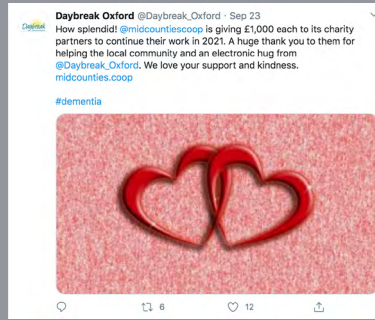 Daybreak Oxford @Daybreak_Oxford · Sep 23
How splendid! @midcountiescoop is giving £1,000 each to its charity
partners to continue their work in 2021. A huge thank you to them for
helping the local community and an electronic hug from
@Daybreak_Oxford. We love your support and kindness.
midcounties.coop
#dementia
6
12